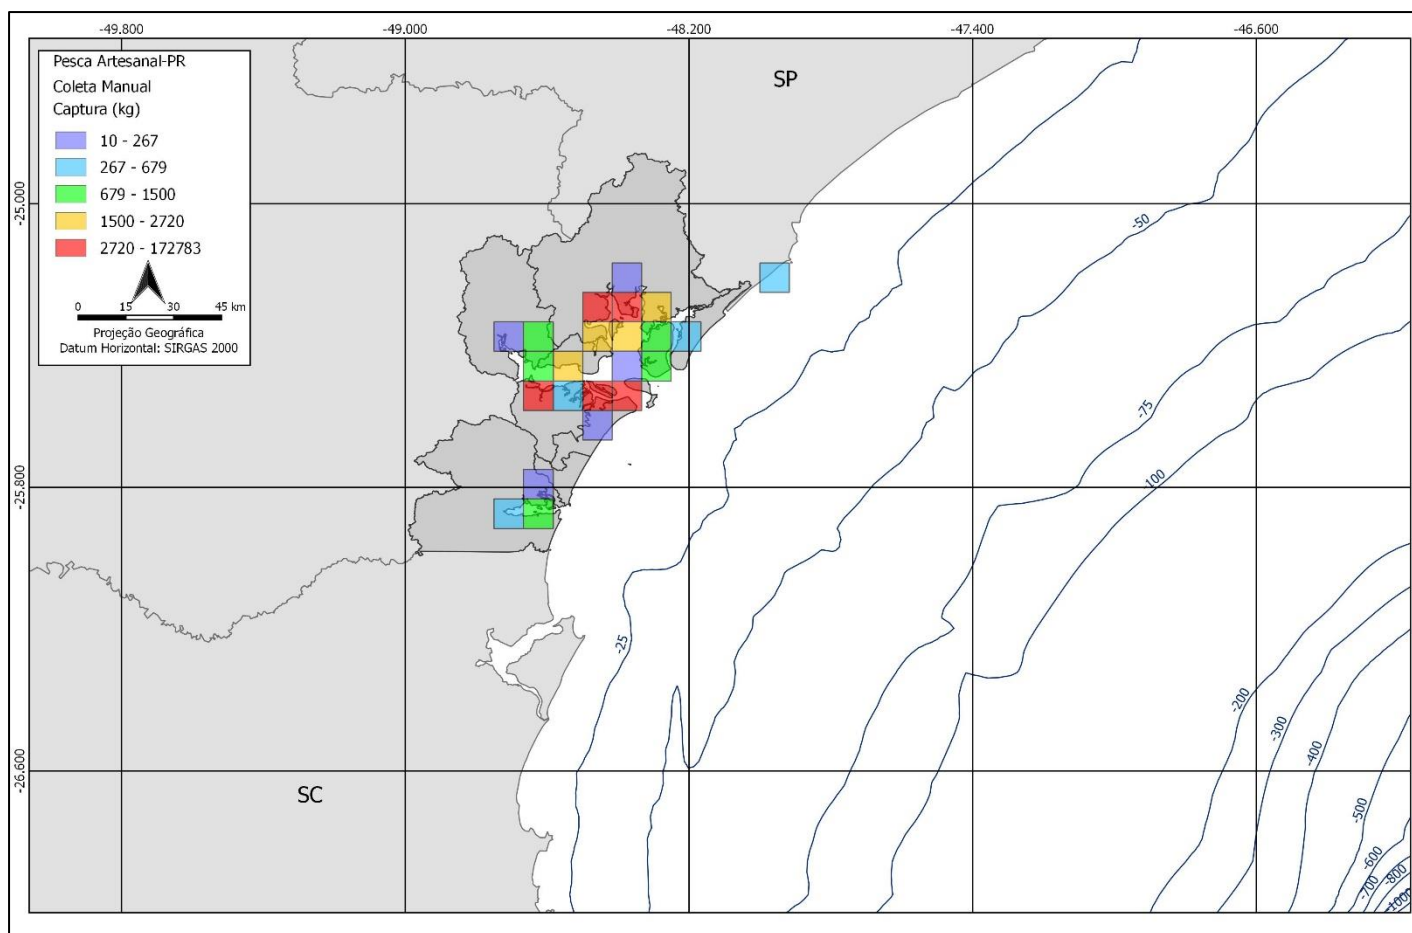 -49.800 -49.000 -48.200 -47.400 -46.600
Pesca Artesanal-PR
Coleta Manual
Captura (kg)
10 - 267
267 - 679
679 - 1500
1500 - 2720
2720 - 172783
0 15 30 45 km
Projeção Geográfica
Datum Horizontal: SIRGAS 2000
SP
-25.000
-50
-75
-100
-25.800
-25
-200
-300
-400
-500
-600
-700
-800
-1000
-26.600
SC